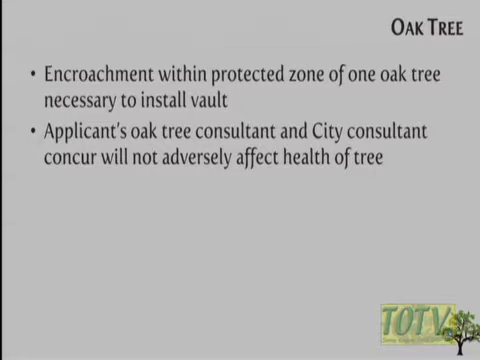 OAK TREE
• Encroachment within protected zone of one oak tree
necessary to install vault
• Applicant's oak tree consultant and City consultant
concur will not adversely affect health of tree
TOTV